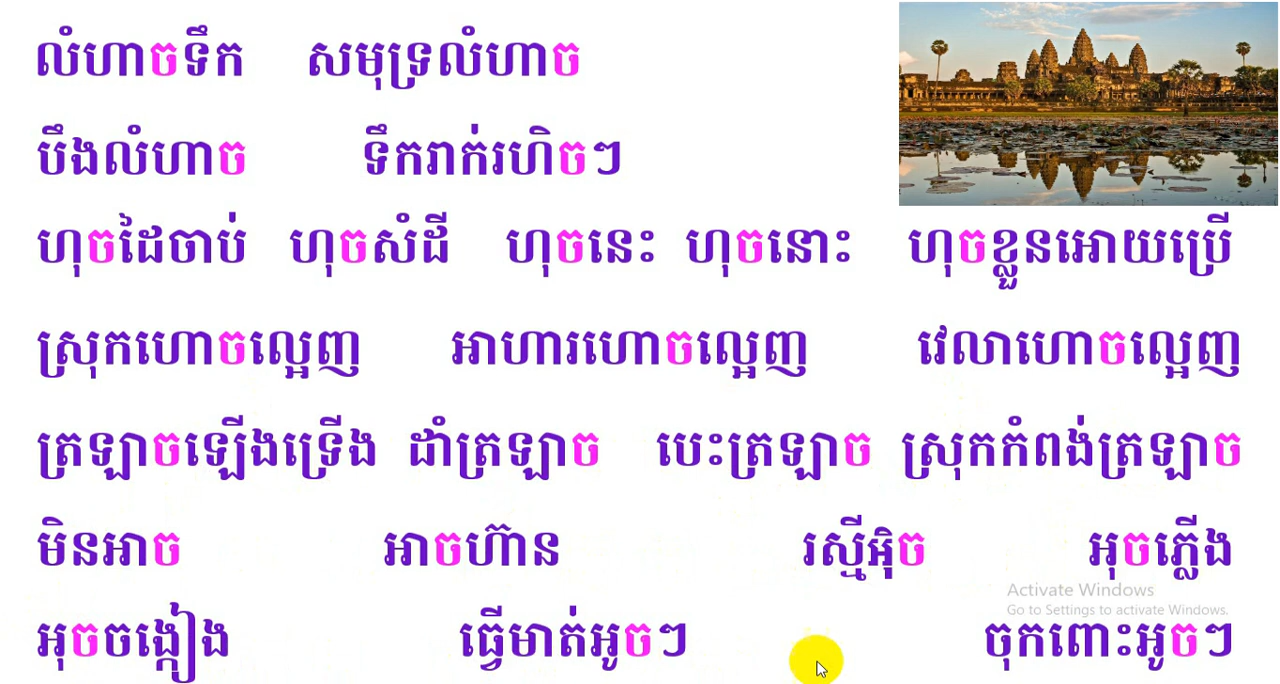 លំហាចទឹក សមុទ្រលំហាច
បឹងលំហាច ទឹករាក់រហិចៗ
ហុចដៃចាប់ ហុចសំដី ហុចនេះ ហុចនោះ ហុចខ្លួនអោយប្រើ
ស្រុកហោចល្អេញ អាហារហោចល្អេញ វេលាហោចល្អេញ
ត្រឡាចឡើងទ្រើង ដាំត្រឡាច បេះត្រឡាច ស្រុកកំពង់ត្រឡាច
មិនអាច អាចហ៊ាន រស្មីអ៊ិច អុចភ្លើង
Activate Windows
Go to Settings to activate Windows.
អុចចង្កៀង ធ្វើមាត់អូចៗ ចុកពោះអូចៗ